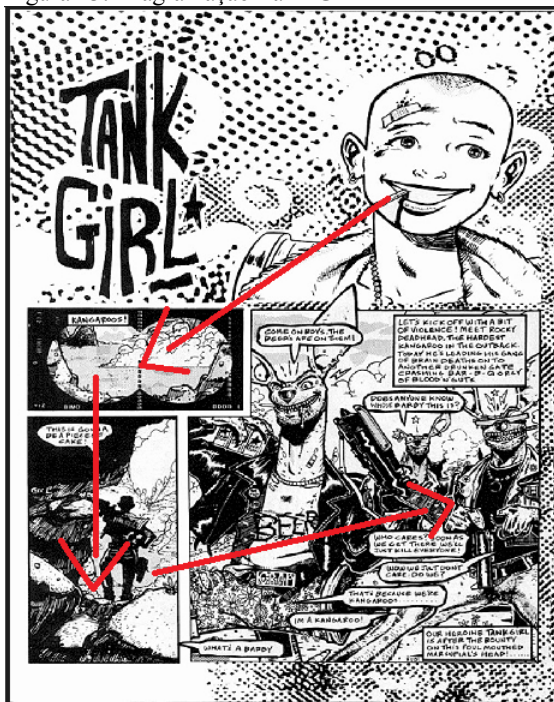 TANK
GIRL
KANGAROOS!
THIS IS GONNA
BE A PIECE OF
CAKE!
COME ON BOYS, THE
BEER'S ARE ON THEM!
LET'S KICK OFF WITH A BIT
OF VIOLENCE! MEET ROCKY
DEADHEAD, THE HARDEST
KANGAROO IN THE OUTBACK.
TODAY HE'S LEADING HIS GANG
OF BRAIN DEATHS ON TO
ANOTHER DRUNKEN GATE
CRASHING BAR-B-Q ORGY
OF BLOOD 'N' GUTS.
DOES ANYONE KNOW
WHOSE BARBY THIS IS?
BEER
WHO CARES? SOON AS
WE GET THERE WE'LL
JUST KILL EVERYONE!
WOW WE JUST DON'T
CARE-DO WE?
THAT'S BECAUSE WE'RE
KANGAROOS
I'M A KANGAROO!
WHAT'S A BARBY
OUR HEROINE TANK GIRL
IS AFTER THE BOUNTY
ON THIS FOUL MOUTHED
MARSUPIAL'S HEAD!......